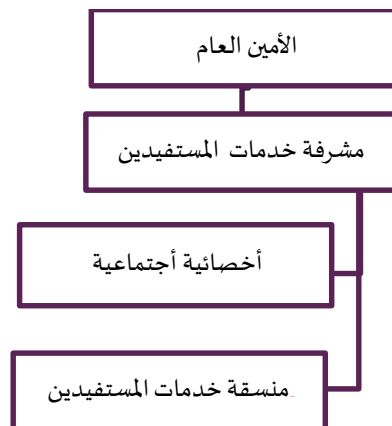 الأمين العام
مشرفة خدمات المستفيدين
أخصائية أجتماعية
منسقة خدمات المستفيدين